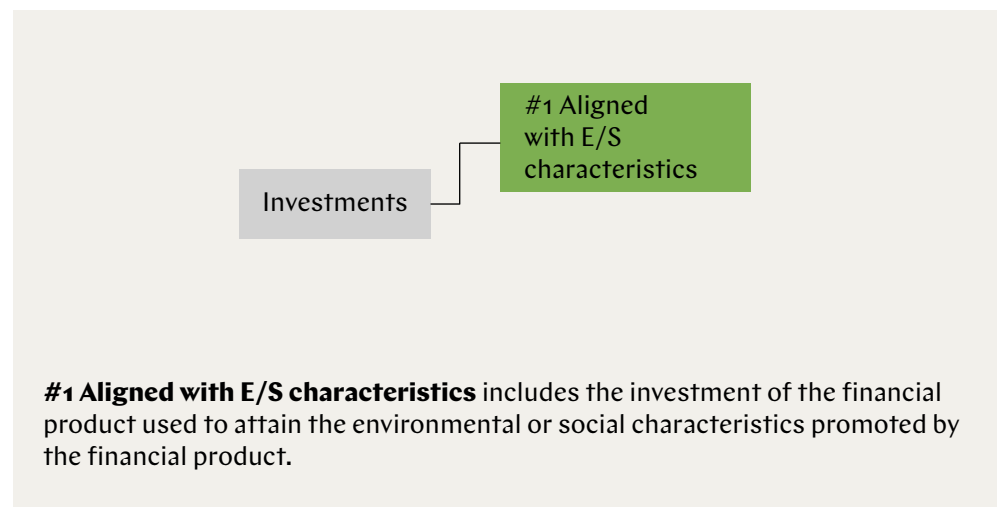 #1 Aligned
with E/S
characteristics
Investments
#1 Aligned with E/S characteristics includes the investment of the financial
product used to attain the environmental or social characteristics promoted by
the financial product.